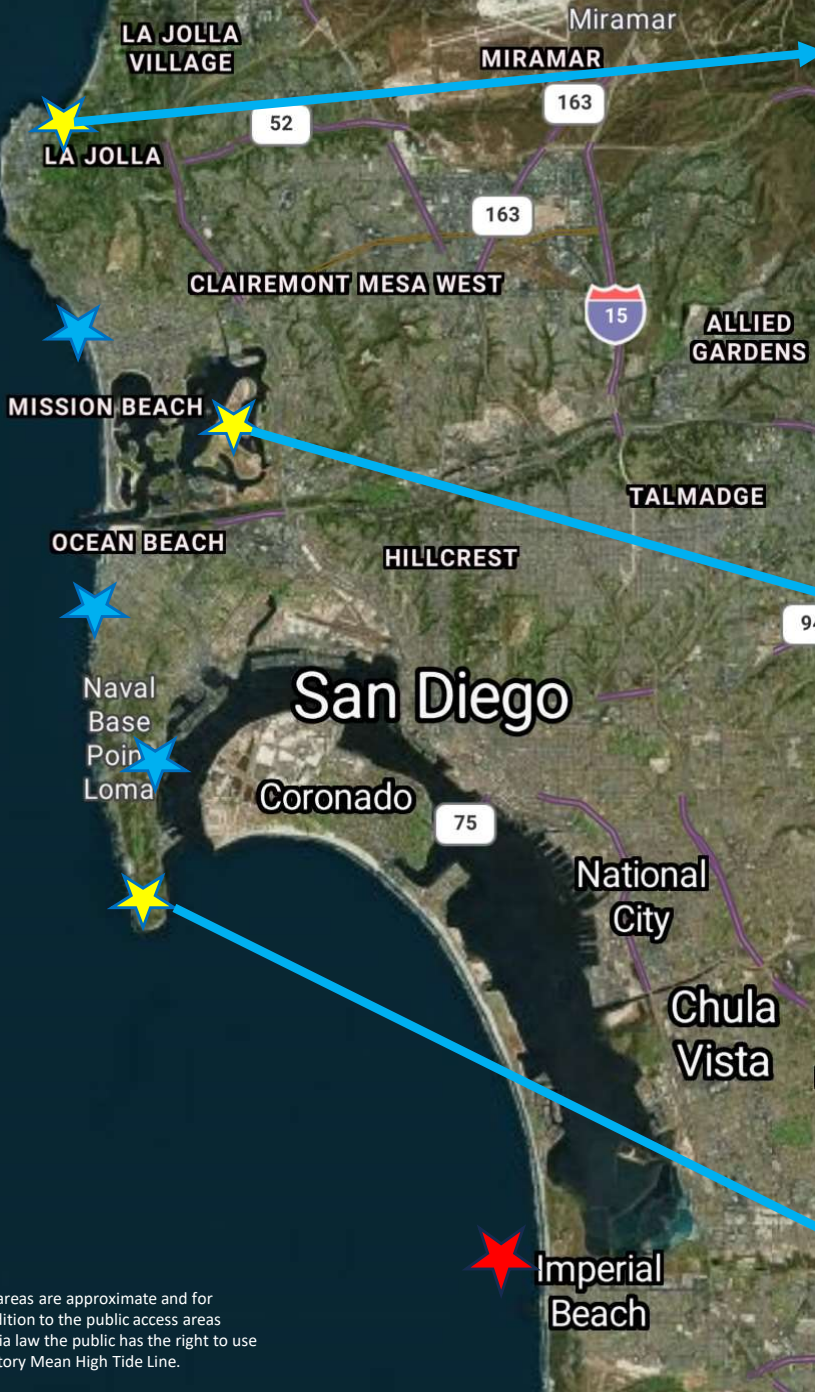 Miramar
LA JOLLA
VILLAGE
MIRAMAR
163
52
LA JOLLA
163
CLAIREMONT MESA WEST
15
ALLIED
GARDENS
MISSION BEACH
TALMADGE
OCEAN BEACH
HILLCREST
Naval
Base
Point
Loma
San Diego
Coronado
75
National
City
Chula
Vista
Imperial
Beach
areas are approximate and for
dition to the public access areas
ia law the public has the right to use
tory Mean High Tide Line.